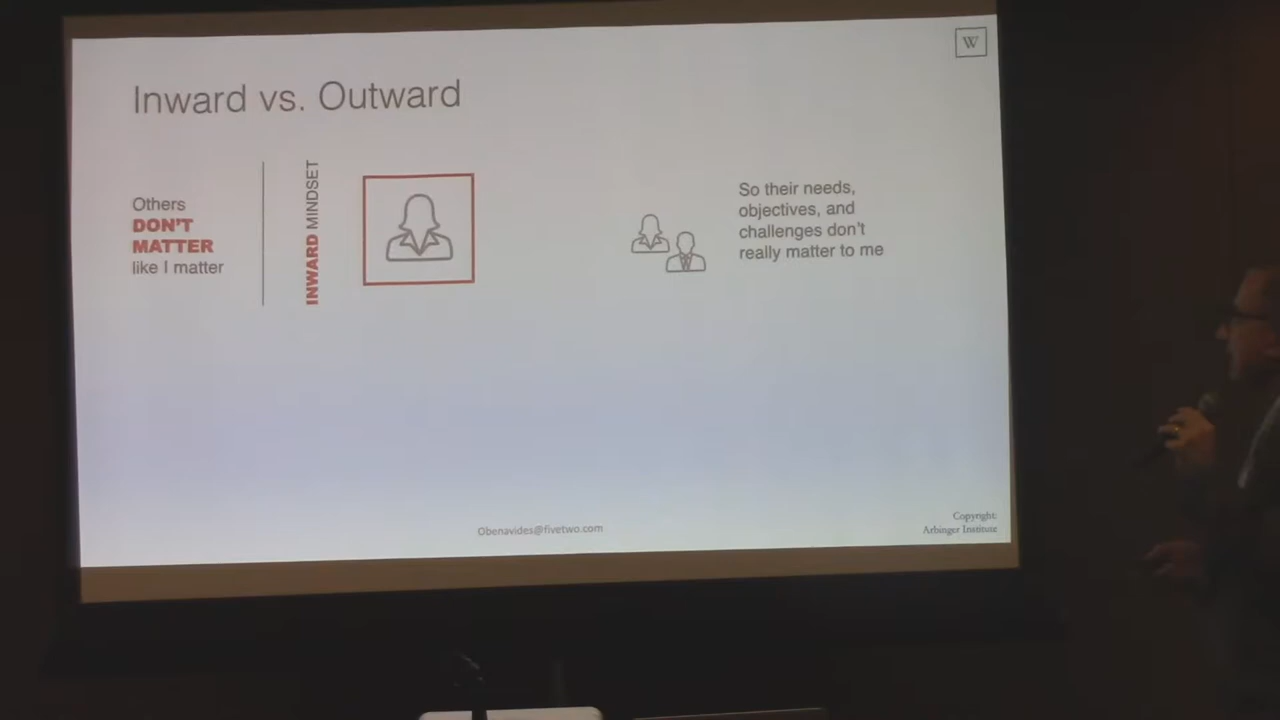 W
Inward vs. Outward
Others
DON'T
MATTER
like I matter
INWARD MINDSET
So their needs,
objectives, and
challenges don't
really matter to me
Obenavides@fivetwo.com
Copyright:
Arbinger Institute